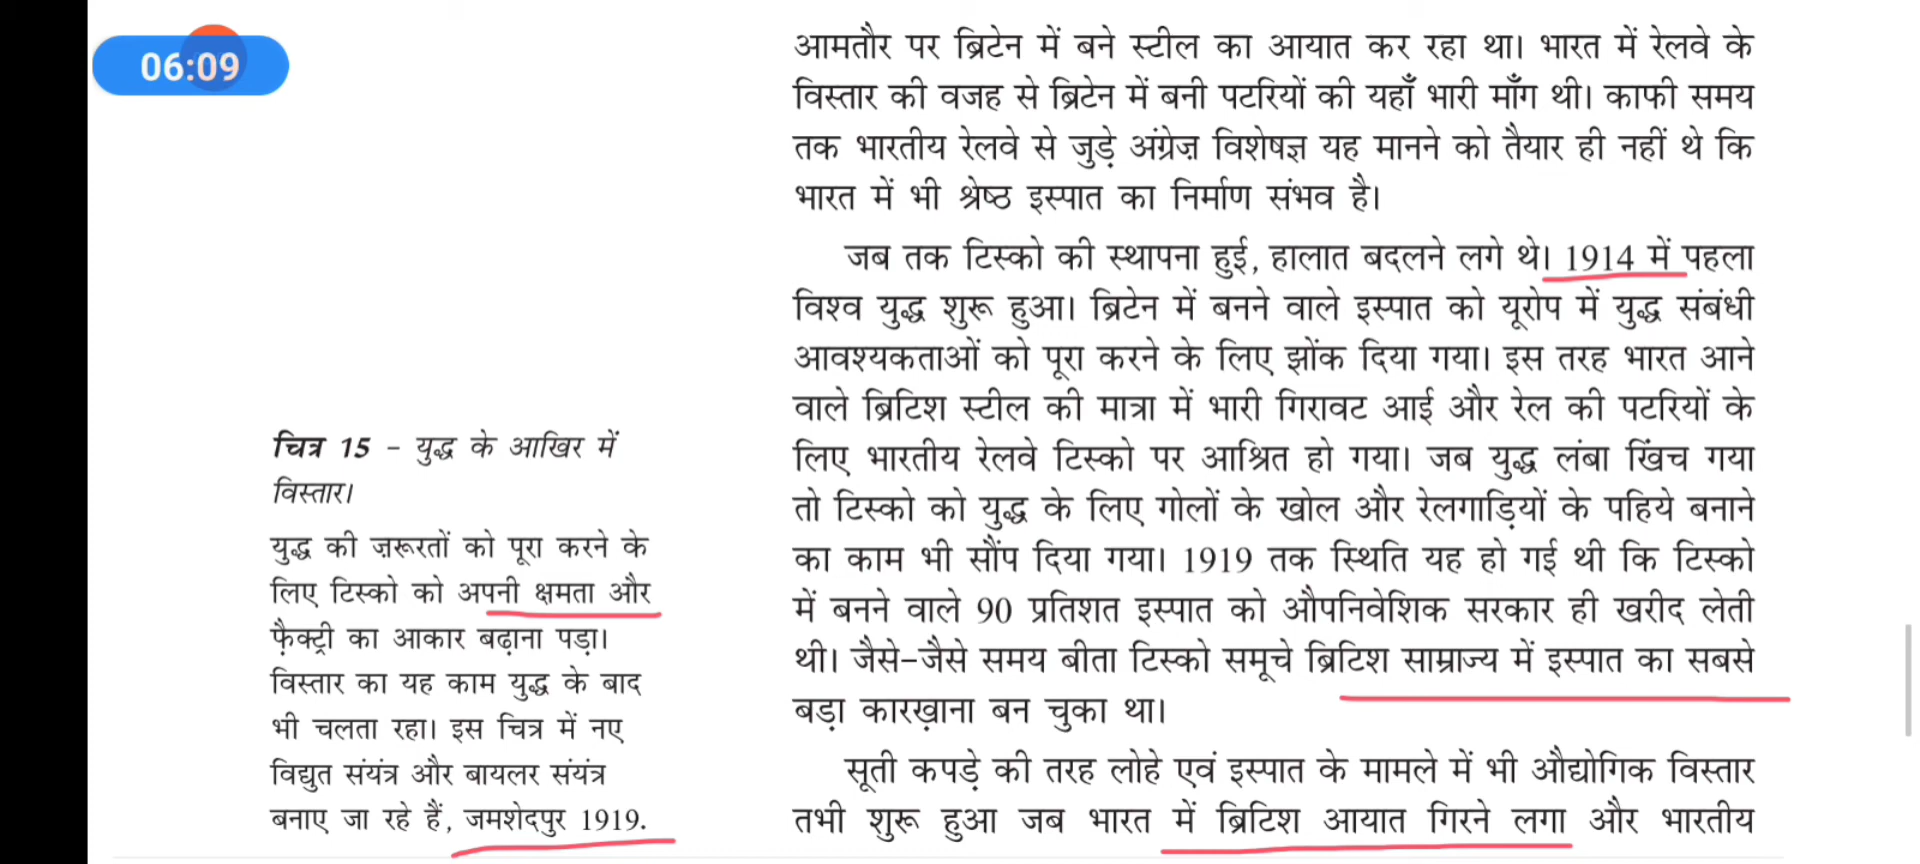 06:09
आमतौर पर ब्रिटेन में बने स्टील का आयात कर रहा था। भारत में रेलवे के
विस्तार की वजह से ब्रिटेन में बनी पटरियों की यहाँ भारी माँग थी। काफी समय
तक भारतीय रेलवे से जुड़े अंग्रेज़ विशेषज्ञ यह मानने को तैयार ही नहीं थे कि
भारत में भी श्रेष्ठ इस्पात का निर्माण संभव है।
जब तक टिस्को की स्थापना हुई, हालात बदलने लगे थे। 1914 में पहला
विश्व युद्ध शुरू हुआ। ब्रिटेन में बनने वाले इस्पात को यूरोप में युद्ध संबंधी
आवश्यकताओं को पूरा करने के लिए झोंक दिया गया। इस तरह भारत आने
वाले ब्रिटिश स्टील की मात्रा में भारी गिरावट आई और रेल की पटरियों के
लिए भारतीय रेलवे टिस्को पर आश्रित हो गया। जब युद्ध लंबा खिंच गया
तो टिस्को को युद्ध के लिए गोलों के खोल और रेलगाड़ियों के पहिये बनाने
का काम भी सौंप दिया गया। 1919 तक स्थिति यह हो गई थी कि टिस्को
में बनने वाले 90 प्रतिशत इस्पात को औपनिवेशिक सरकार ही खरीद लेती
थी। जैसे-जैसे समय बीता टिस्को समूचे ब्रिटिश साम्राज्य में इस्पात का सबसे
बड़ा कारख़ाना बन चुका था।
सूती कपड़े की तरह लोहे एवं इस्पात के मामले में भी औद्योगिक विस्तार
तभी शुरू हुआ जब भारत में ब्रिटिश आयात गिरने लगा और भारतीय
चित्र 15 - युद्ध के आखिर में
विस्तार।
युद्ध की ज़रूरतों को पूरा करने के
लिए टिस्को को अपनी क्षमता और
फ़ैक्ट्री का आकार बढ़ाना पड़ा।
विस्तार का यह काम युद्ध के बाद
भी चलता रहा। इस चित्र में नए
विद्युत संयंत्र और बायलर संयंत्र
बनाए जा रहे हैं, जमशेदपुर 1919.